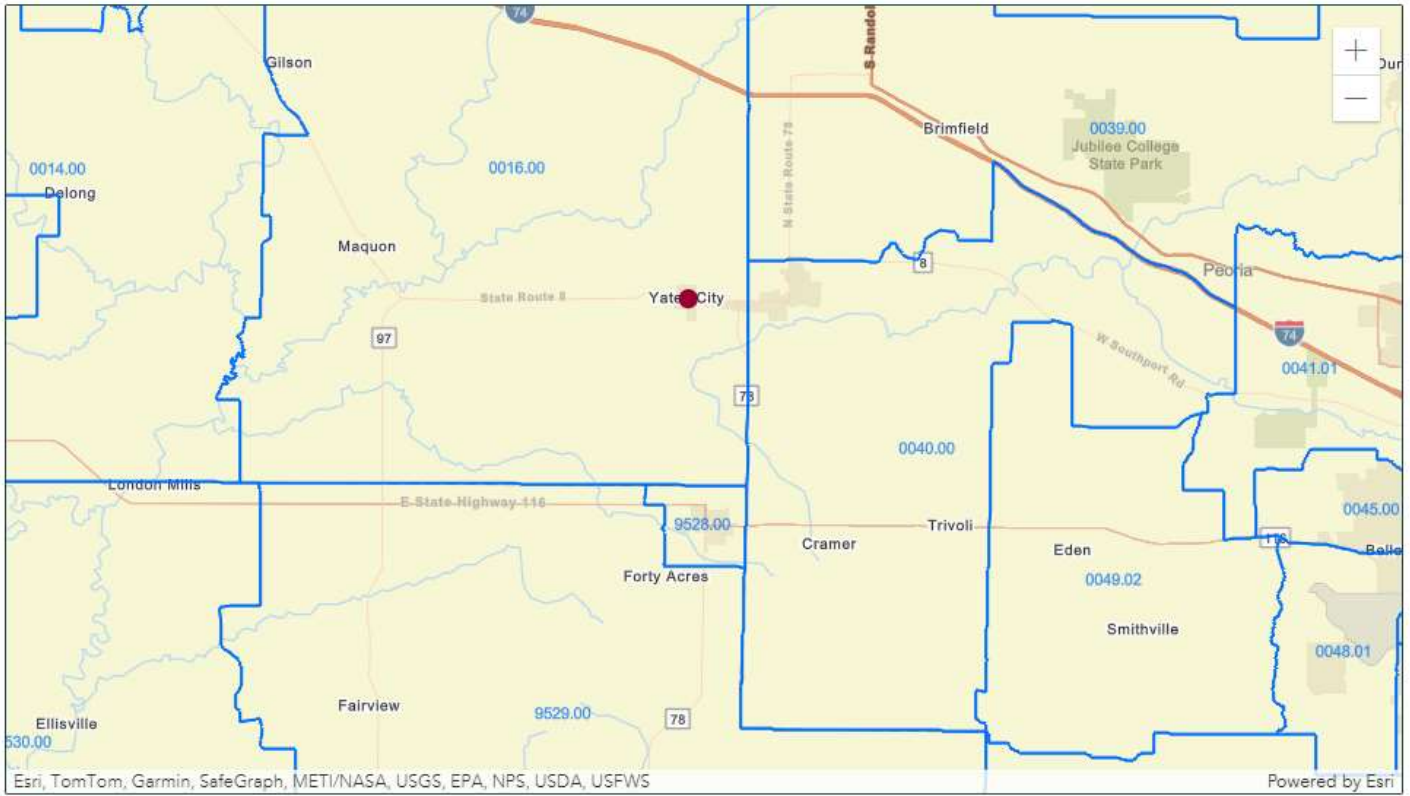 74
Gilson
+
Dur
−
S Randol
Brimfield
0039.00
Jubilee College
State Park
N State Route 78
0014.00
Delong
0016.00
Maquon
8
Peoria
State Route 8
Yates City
97
74
W Southport Rd
0041.01
78
0040.00
London Mills
E State Highway 116
9528.00
Trivoli
0045.00
Cramer
Eden
116
Bello
Forty Acres
0049.02
Smithville
0048.01
Fairview
9529.00
78
Ellisville
530.00
Esri, TomTom, Garmin, SafeGraph, METI/NASA, USGS, EPA, NPS, USDA, USFWS
Powered by Esri